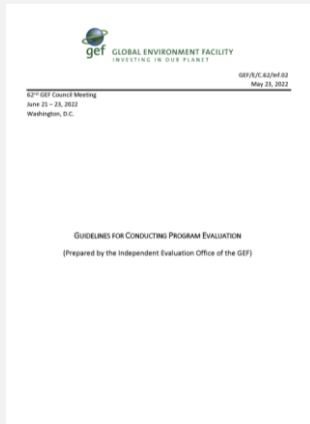 gef
GLOBAL ENVIRONMENT FACILITY
INVESTING IN OUR PLANET
GEF/E/C.62/Inf.02
May 23, 2022
62nd GEF Council Meeting
June 21 – 23, 2022
Washington, D.C.
GUIDELINES FOR CONDUCTING PROGRAM EVALUATION
(Prepared by the Independent Evaluation Office of the GEF)